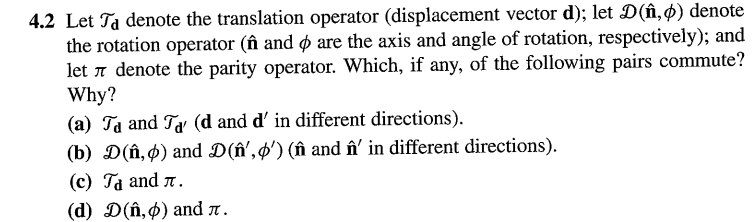 4.2 Let 𝒯_d denote the translation operator (displacement vector d); let 𝒟(n̂, ϕ) denote
the rotation operator (n̂ and ϕ are the axis and angle of rotation, respectively); and
let π denote the parity operator. Which, if any, of the following pairs commute?
Why?
(a) 𝒯_d and 𝒯_d′ (d and d′ in different directions).
(b) 𝒟(n̂, ϕ) and 𝒟(n̂′, ϕ′) (n̂ and n̂′ in different directions).
(c) 𝒯_d and π.
(d) 𝒟(n̂, ϕ) and π.